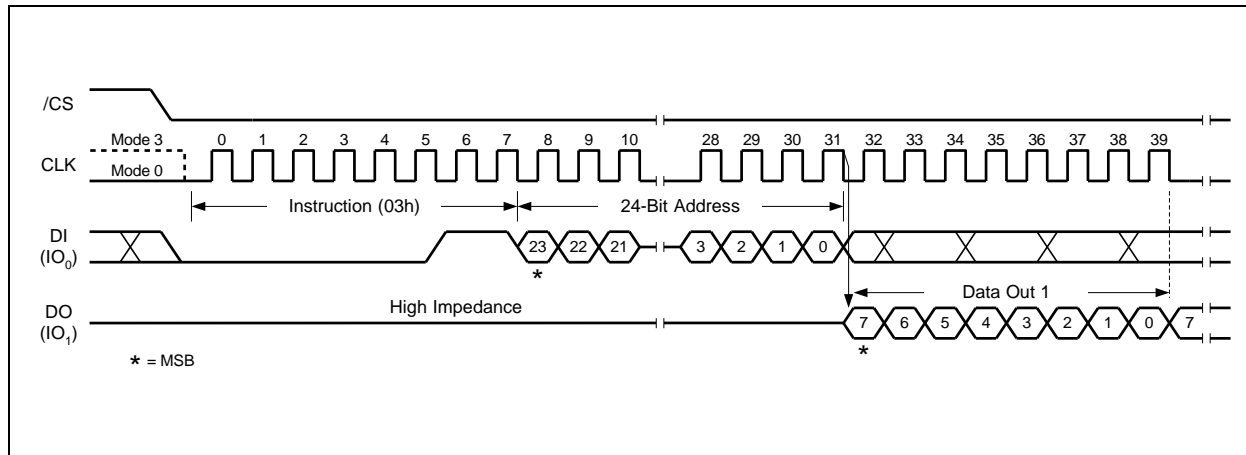 /CS
Mode 3
0 1 2 3 4 5 6 7 8 9 10 28 29 30 31 32 33 34 35 36 37 38 39
CLK
Mode 0
Instruction (03h)
24-Bit Address
DI
(IO0)
23 22 21 3 2 1 0
*
Data Out 1
High Impedance
DO
(IO1)
7 6 5 4 3 2 1 0 7
*
* = MSB